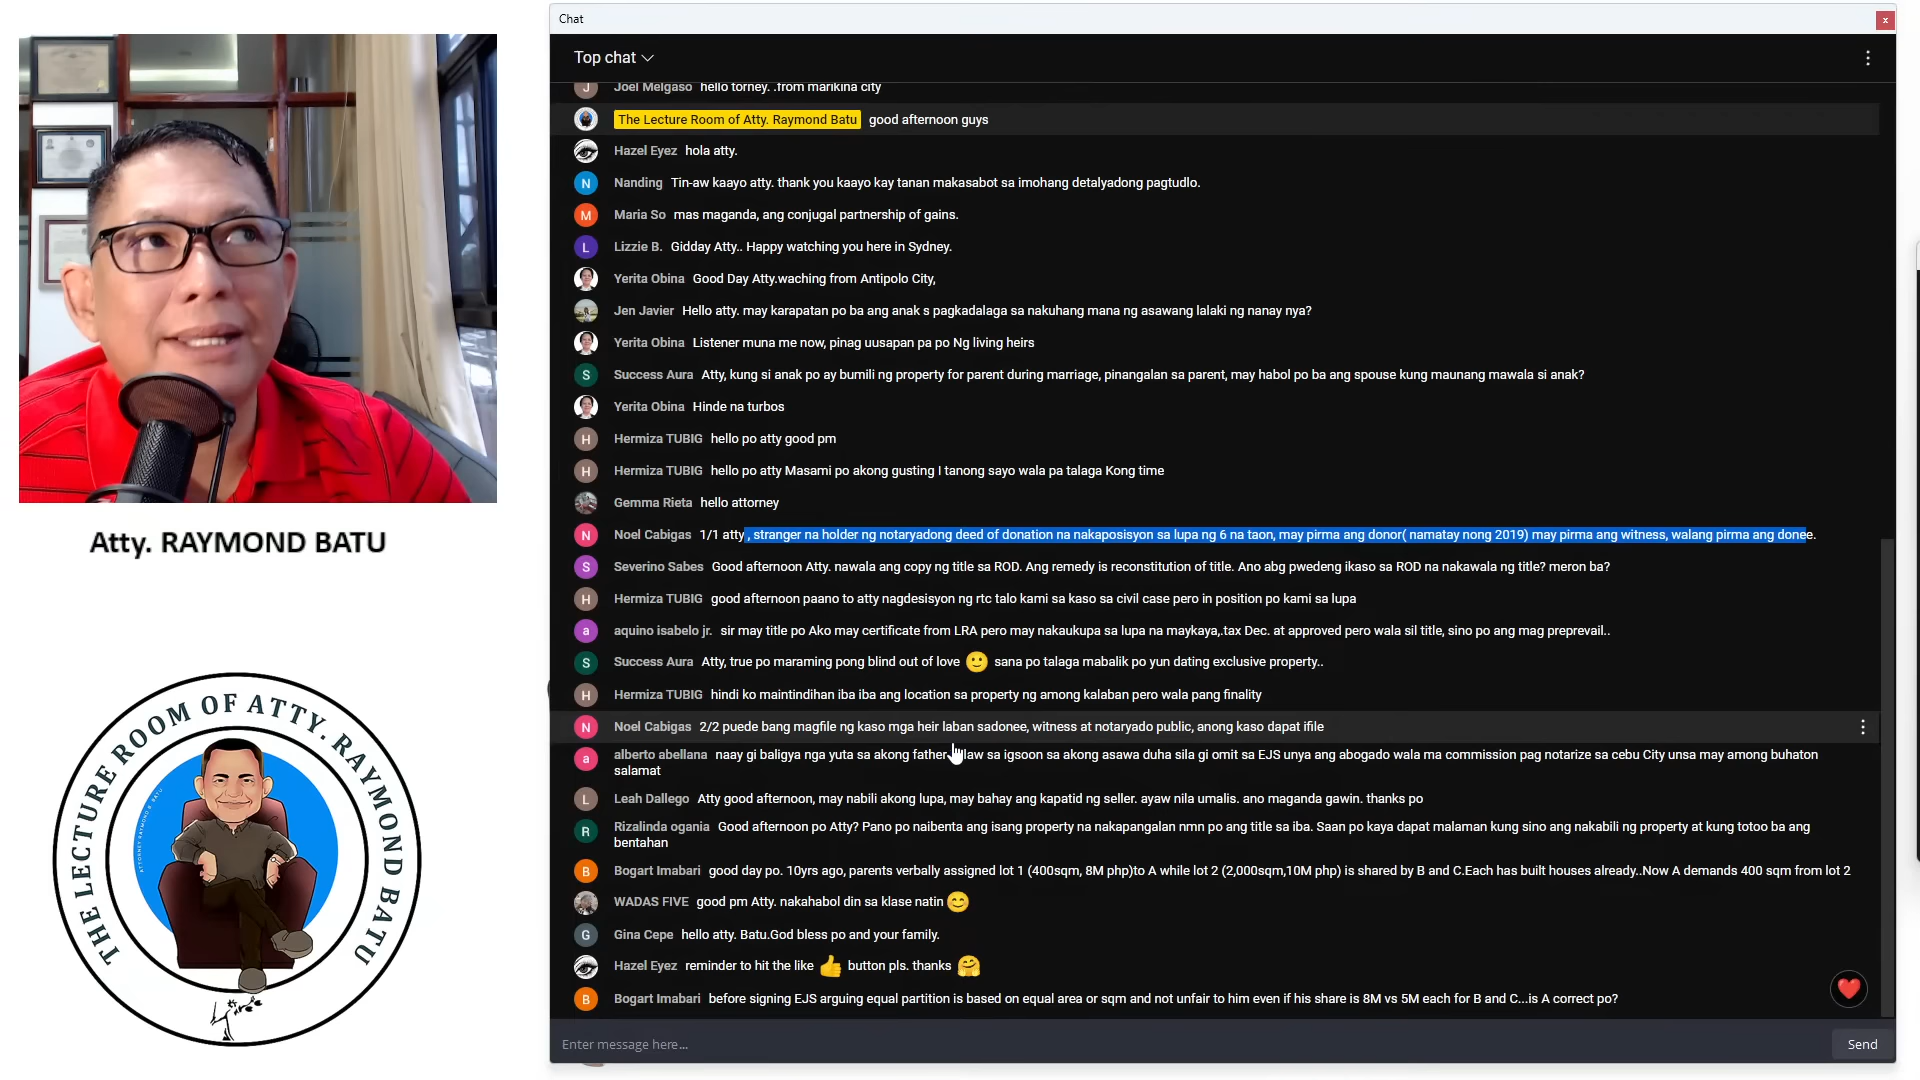 Chat
x
Top chat
J Joel Melgaso hello torney. .from marikina city
The Lecture Room of Atty. Raymond Batu good afternoon guys
Hazel Eyez hola atty.
N Nanding Tin-aw kaayo atty. thank you kaayo kay tanan makasabot sa imohang detalyadong pagtudlo.
M Maria So mas maganda, ang conjugal partnership of gains.
L Lizzie B. Gidday Atty.. Happy watching you here in Sydney.
Yerita Obina Good Day Atty.waching from Antipolo City,
Jen Javier Hello atty. may karapatan po ba ang anak s pagkadalaga sa nakuhang mana ng asawang lalaki ng nanay nya?
Yerita Obina Listener muna me now, pinag uusapan pa po Ng living heirs
S Success Aura Atty, kung si anak po ay bumili ng property for parent during marriage, pinangalan sa parent, may habol po ba ang spouse kung maunang mawala si anak?
Yerita Obina Hinde na turbos
H Hermiza TUBIG hello po atty good pm
H Hermiza TUBIG hello po atty Masami po akong gusting I tanong sayo wala pa talaga Kong time
Gemma Rieta hello attorney
N Noel Cabigas 1/1 atty , stranger na holder ng notaryadong deed of donation na nakaposisyon sa lupa ng 6 na taon, may pirma ang donor( namatay nong 2019) may pirma ang witness, walang pirma ang donee.
S Severino Sabes Good afternoon Atty. nawala ang copy ng title sa ROD. Ang remedy is reconstitution of title. Ano abg pwedeng ikaso sa ROD na nakawala ng title? meron ba?
H Hermiza TUBIG good afternoon paano to atty nagdesisyon ng rtc talo kami sa kaso sa civil case pero in position po kami sa lupa
a aquino isabelo jr. sir may title po Ako may certificate from LRA pero may nakaukupa sa lupa na maykaya,.tax Dec. at approved pero wala sil title, sino po ang mag preprevail..
S Success Aura Atty, true po maraming pong blind out of love 🙂 sana po talaga mabalik po yun dating exclusive property..
H Hermiza TUBIG hindi ko maintindihan iba iba ang location sa property ng among kalaban pero wala pang finality
N Noel Cabigas 2/2 puede bang magfile ng kaso mga heir laban sadonee, witness at notaryado public, anong kaso dapat ifile
a alberto abellana naay gi baligya nga yuta sa akong father law sa igsoon sa akong asawa duha sila gi omit sa EJS unya ang abogado wala ma commission pag notarize sa cebu City unsa may among buhaton
salamat
L Leah Dallego Atty good afternoon, may nabili akong lupa, may bahay ang kapatid ng seller. ayaw nila umalis. ano maganda gawin. thanks po
R Rizalinda ogania Good afternoon po Atty? Pano po naibenta ang isang property na nakapangalan nmn po ang title sa iba. Saan po kaya dapat malaman kung sino ang nakabili ng property at kung totoo ba ang
bentahan
B Bogart Imabari good day po. 10yrs ago, parents verbally assigned lot 1 (400sqm, 8M php)to A while lot 2 (2,000sqm,10M php) is shared by B and C.Each has built houses already..Now A demands 400 sqm from lot 2
WADAS FIVE good pm Atty. nakahabol din sa klase natin 😊
G Gina Cepe hello atty. Batu.God bless po and your family.
Hazel Eyez reminder to hit the like 👍 button pls. thanks 🤗
B Bogart Imabari before signing EJS arguing equal partition is based on equal area or sqm and not unfair to him even if his share is 8M vs 5M each for B and C...is A correct po?
Enter message here...
Send
Atty. RAYMOND BATU
THE LECTURE ROOM OF ATTY. RAYMOND BATU